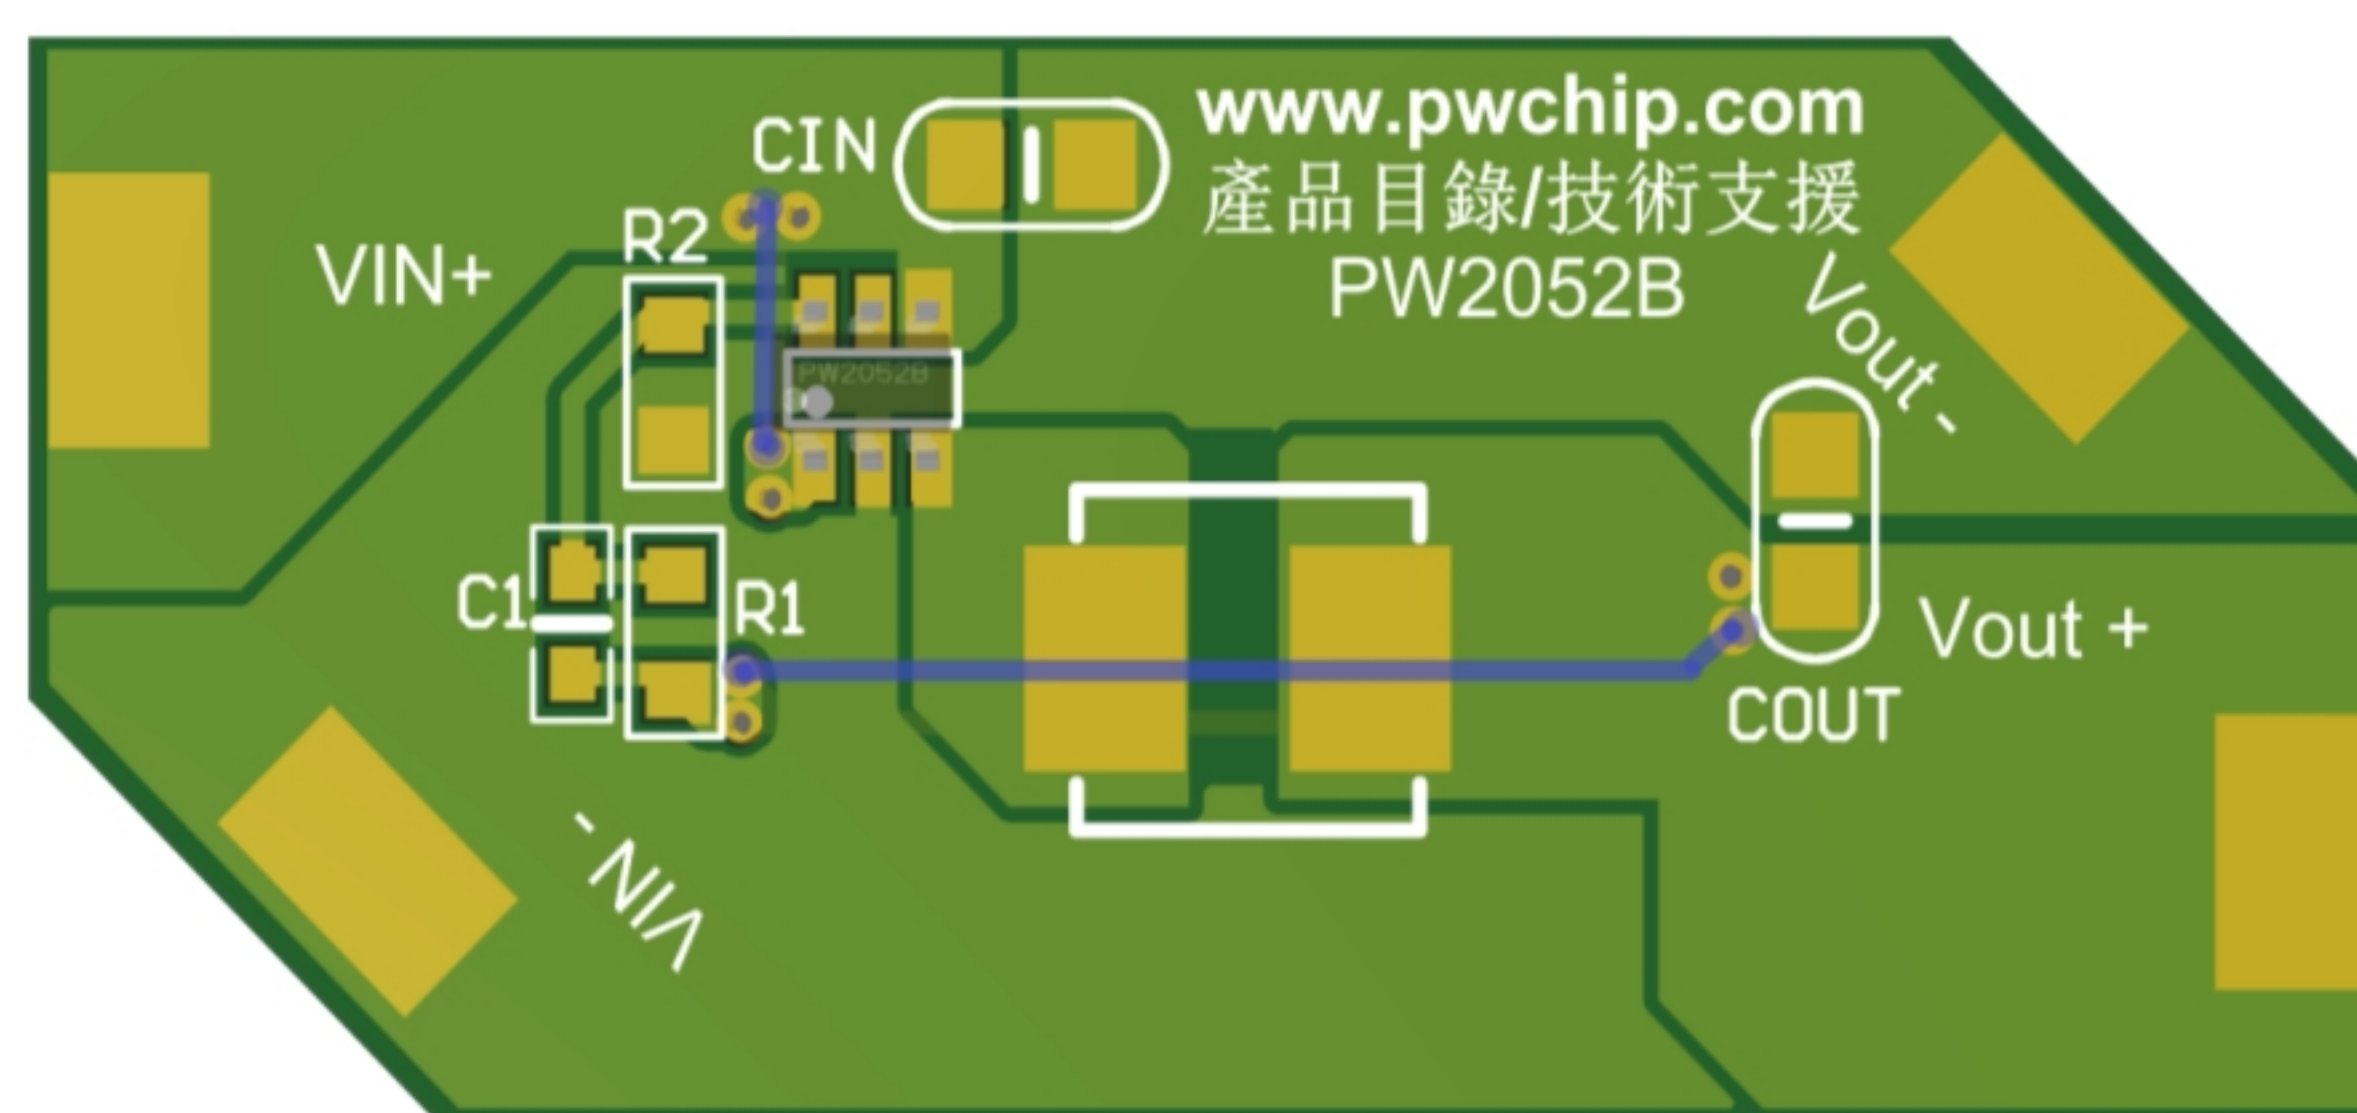 www.pwchip.com
產品目錄/技術支援
PW2052B
CIN
R2
VIN+
Vout -
PW2052B
C1
R1
Vout +
COUT
VIN -